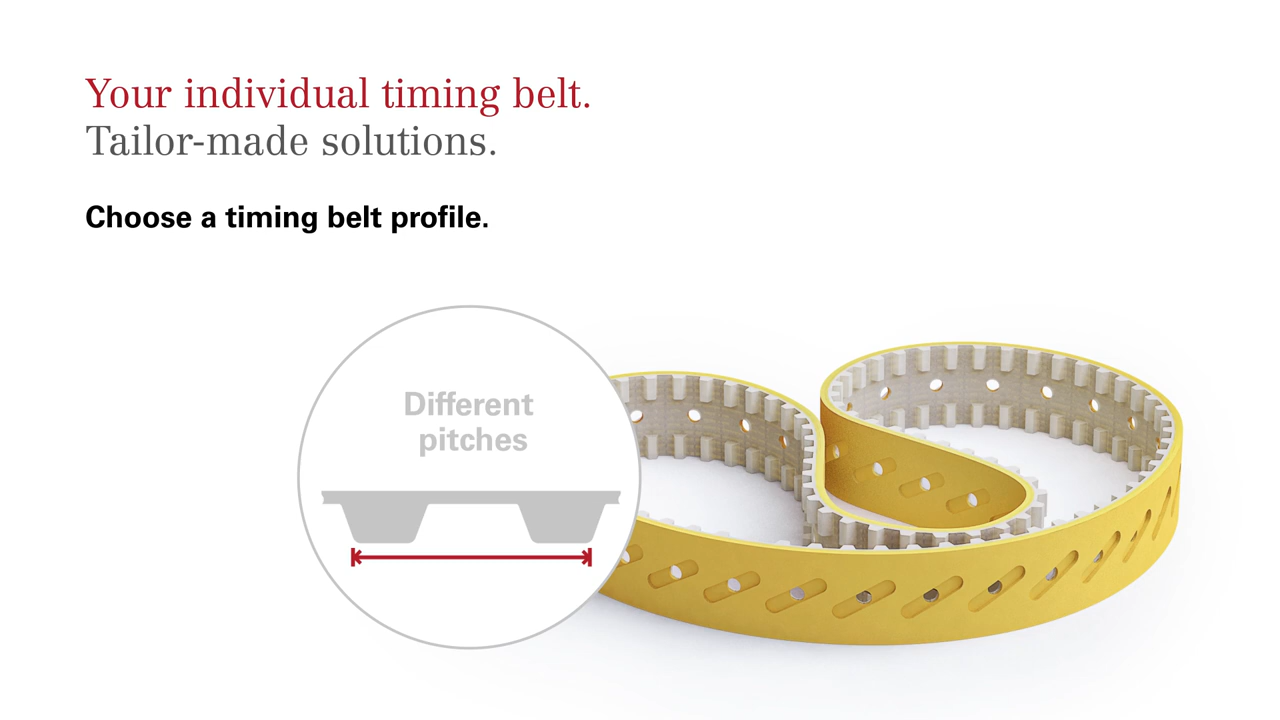 Your individual timing belt.
Tailor-made solutions.
Choose a timing belt profile.
Different
pitches